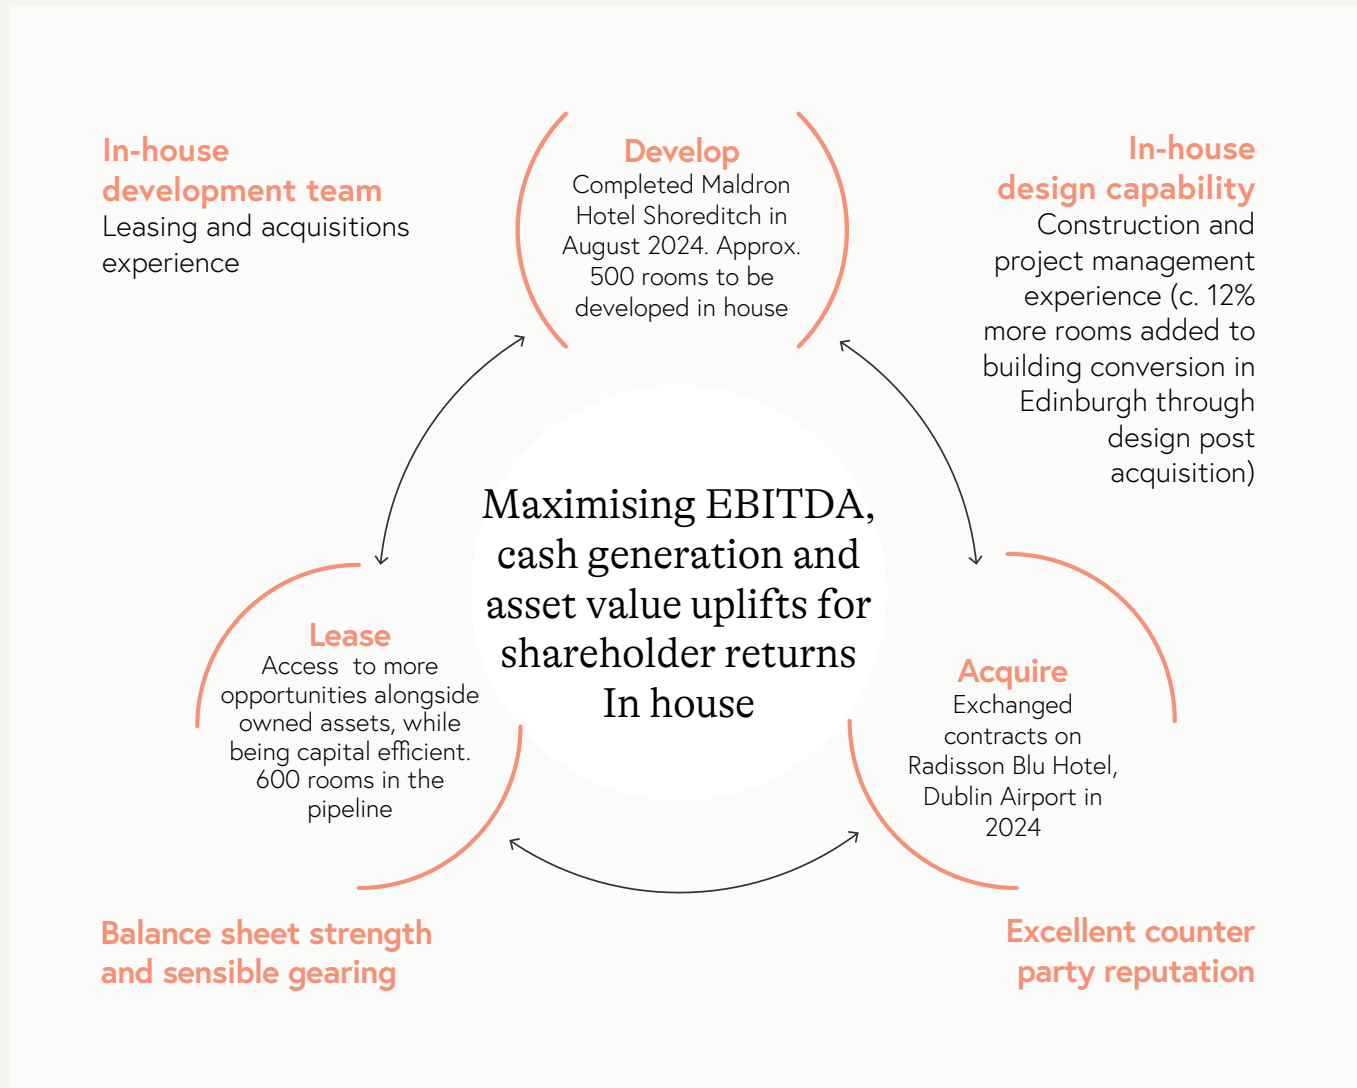 In-house
development team
Leasing and acquisitions
experience
Develop
Completed Maldron
Hotel Shoreditch in
August 2024. Approx.
500 rooms to be
developed in house
In-house
design capability
Construction and
project management
experience (c. 12%
more rooms added to
building conversion in
Edinburgh through
design post
acquisition)
Maximising EBITDA,
cash generation and
asset value uplifts for
shareholder returns
In house
Lease
Access  to more
opportunities alongside
owned assets, while
being capital efficient.
600 rooms in the
pipeline
Acquire
Exchanged
contracts on
Radisson Blu Hotel,
Dublin Airport in
2024
Balance sheet strength
and sensible gearing
Excellent counter
party reputation